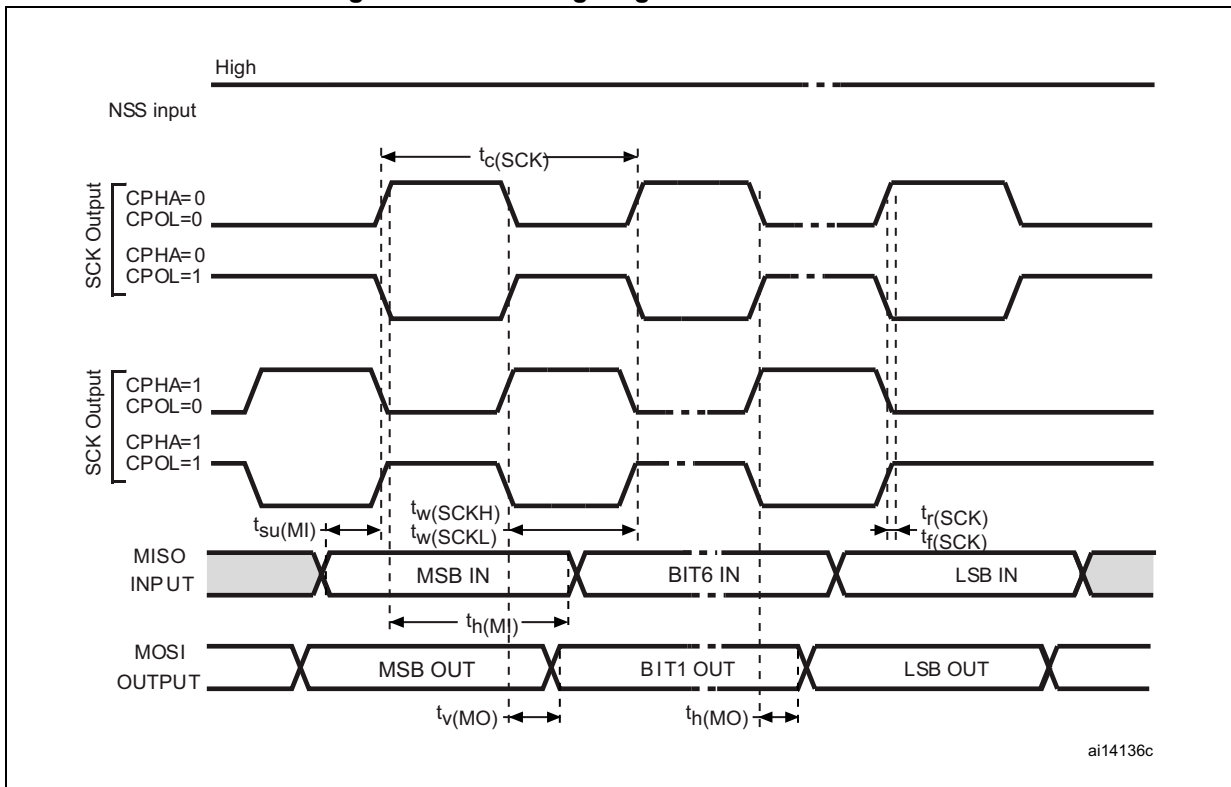 High
NSS input
tc(SCK)
SCK Output
CPHA=0
CPOL=0
CPHA=0
CPOL=1
SCK Output
CPHA=1
CPOL=0
CPHA=1
CPOL=1
tsu(MI)
tw(SCKH)
tw(SCKL)
tr(SCK)
tf(SCK)
MISO
INPUT
MSB IN
BIT6 IN
LSB IN
th(MI)
MOSI
OUTPUT
MSB OUT
BIT1 OUT
LSB OUT
tv(MO)
th(MO)
ai14136c